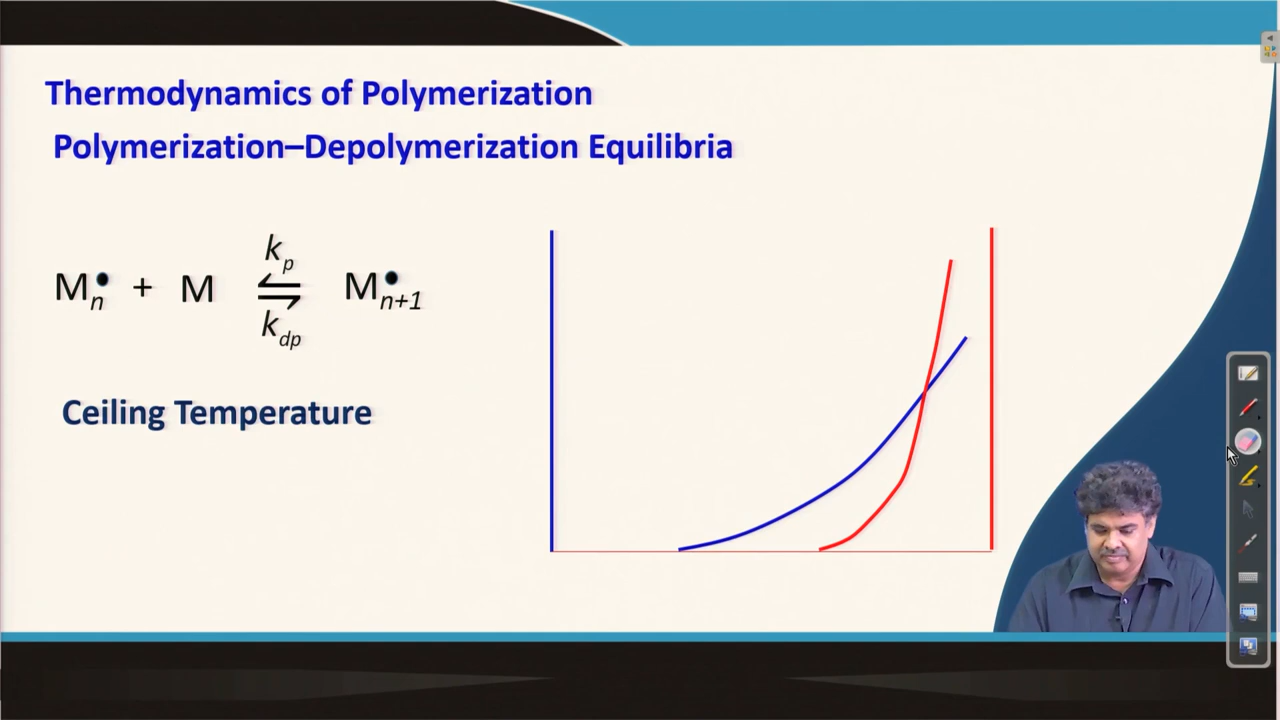 Thermodynamics of Polymerization
Polymerization–Depolymerization Equilibria
kp
Mn• + M ⇌ Mn+1•
kdp
Ceiling Temperature